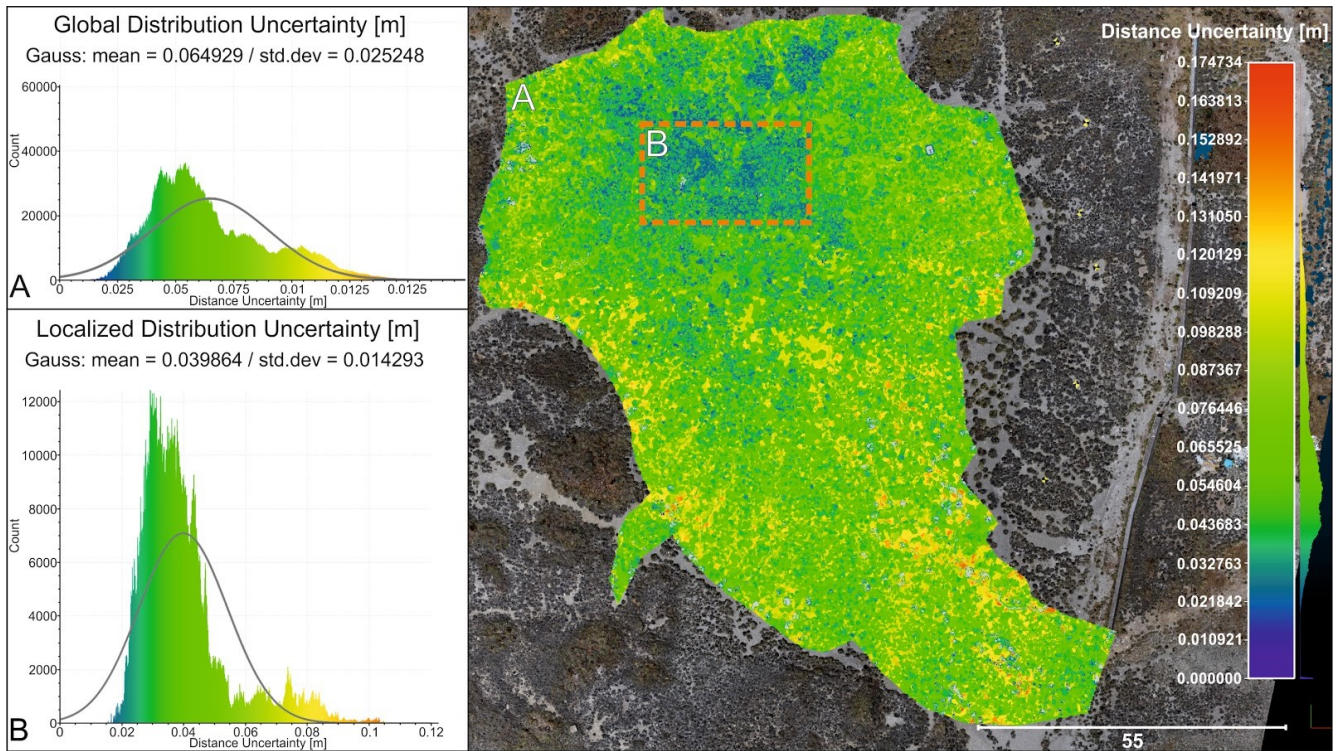 Global Distribution Uncertainty [m]
Gauss: mean = 0.064929 / std.dev = 0.025248
60000
40000
20000
0
Count
0 0.025 0.05 0.075 0.01 0.0125 0.0125
Distance Uncertainty [m]
A
Localized Distribution Uncertainty [m]
Gauss: mean = 0.039864 / std.dev = 0.014293
12000
10000
8000
6000
4000
2000
0
Count
0 0.02 0.04 0.06 0.08 0.1 0.12
Distance Uncertainty [m]
B
A
B
Distance Uncertainty [m]
0.174734
0.163813
0.152892
0.141971
0.131050
0.120129
0.109209
0.098288
0.087367
0.076446
0.065525
0.054604
0.043683
0.032763
0.021842
0.010921
0.000000
55